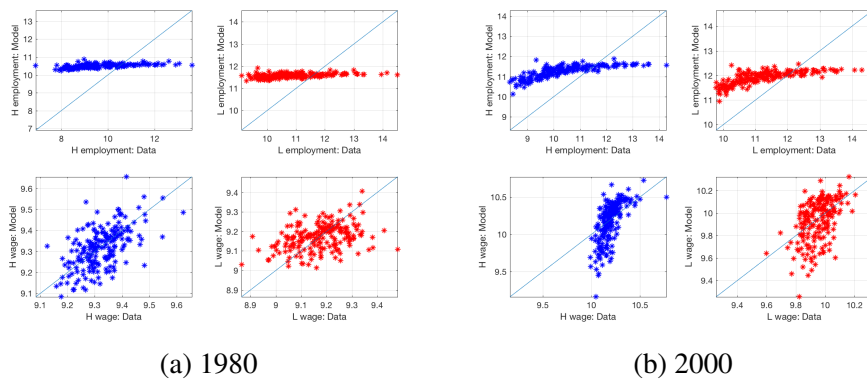 13
12
11
10
9
8
7
H employment: Model
8 10 12
H employment: Data
14
13
12
11
10
L employment: Model
10 11 12 13 14
L employment: Data
14
13
12
11
10
9
H employment: Model
9 10 11 12 13 14
H employment: Data
14
13
12
11
10
L employment: Model
10 11 12 13 14
L employment: Data
9.6
9.5
9.4
9.3
9.2
9.1
H wage: Model
9.1 9.2 9.3 9.4 9.5 9.6
H wage: Data
9.4
9.3
9.2
9.1
9
8.9
L wage: Model
8.9 9 9.1 9.2 9.3 9.4
L wage: Data
10.5
10
9.5
H wage: Model
9.5 10 10.5
H wage: Data
10.2
10
9.8
9.6
9.4
L wage: Model
9.4 9.6 9.8 10 10.2
L wage: Data
(a) 1980
(b) 2000